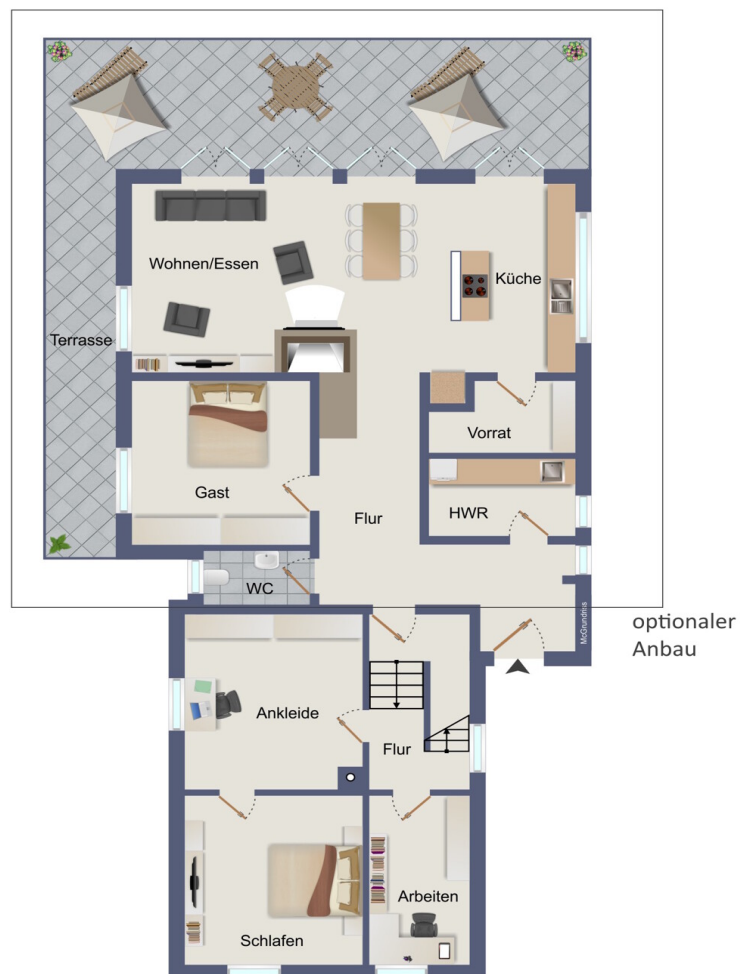 Wohnen/Essen
Küche
Terrasse
Vorrat
Gast
HWR
Flur
WC
McGrundriss
optionaler
Anbau
Ankleide
Flur
Arbeiten
Schlafen